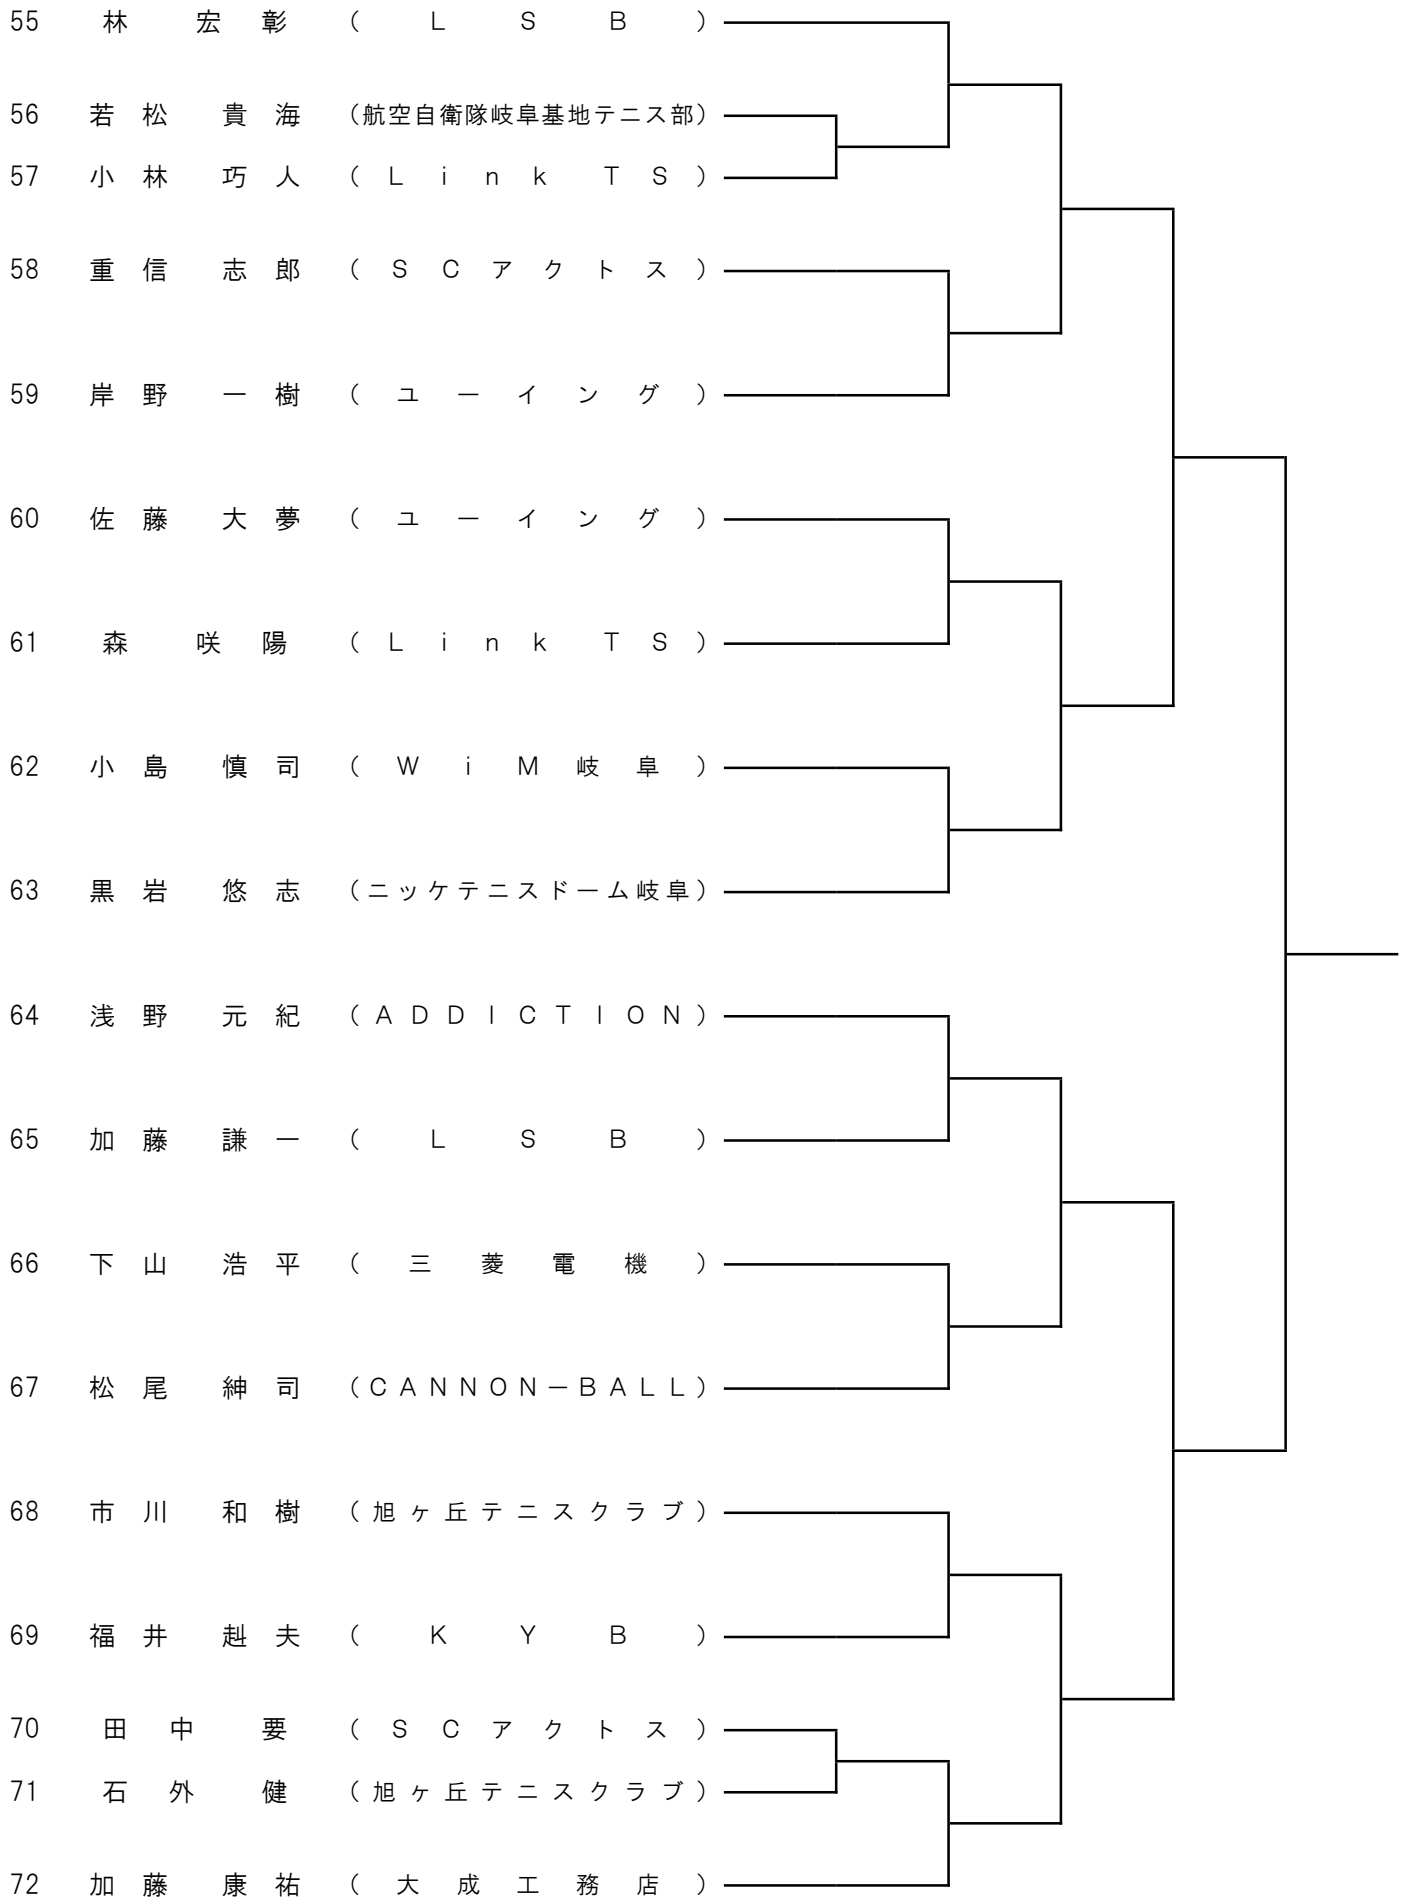 55 林 宏彰 (LSB)
56 若松 貴海 (航空自衛隊岐阜基地テニス部)
57 小林 巧人 (Link TS)
58 重信 志郎 (SCアクトス)
59 岸野 一樹 (ユーイング)
60 佐藤 大夢 (ユーイング)
61 森 咲陽 (Link TS)
62 小島 慎司 (WiM岐阜)
63 黒岩 悠志 (ニッケテニスドーム岐阜)
64 浅野 元紀 (ADDICTION)
65 加藤 謙一 (LSB)
66 下山 浩平 (三菱電機)
67 松尾 紳司 (CANNON－BALL)
68 市川 和樹 (旭ヶ丘テニスクラブ)
69 福井 赳夫 (KYB)
70 田中 要 (SCアクトス)
71 石外 健 (旭ヶ丘テニスクラブ)
72 加藤 康祐 (大成工務店)